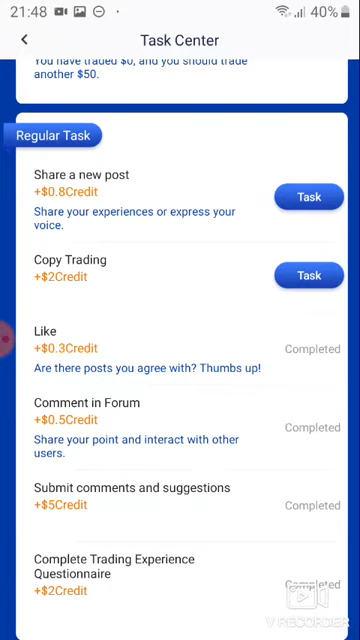 21:48
40%
Task Center
You have traded $0, and you should trade
another $50.
Regular Task
Share a new post
+$0.8Credit
Task
Share your experiences or express your
voice.
Copy Trading
+$2Credit
Task
Like
+$0.3Credit
Completed
Are there posts you agree with? Thumbs up!
Comment in Forum
+$0.5Credit
Completed
Share your point and interact with other
users.
Submit comments and suggestions
+$5Credit
Completed
Complete Trading Experience
Questionnaire
+$2Credit
Completed
V RECORDER